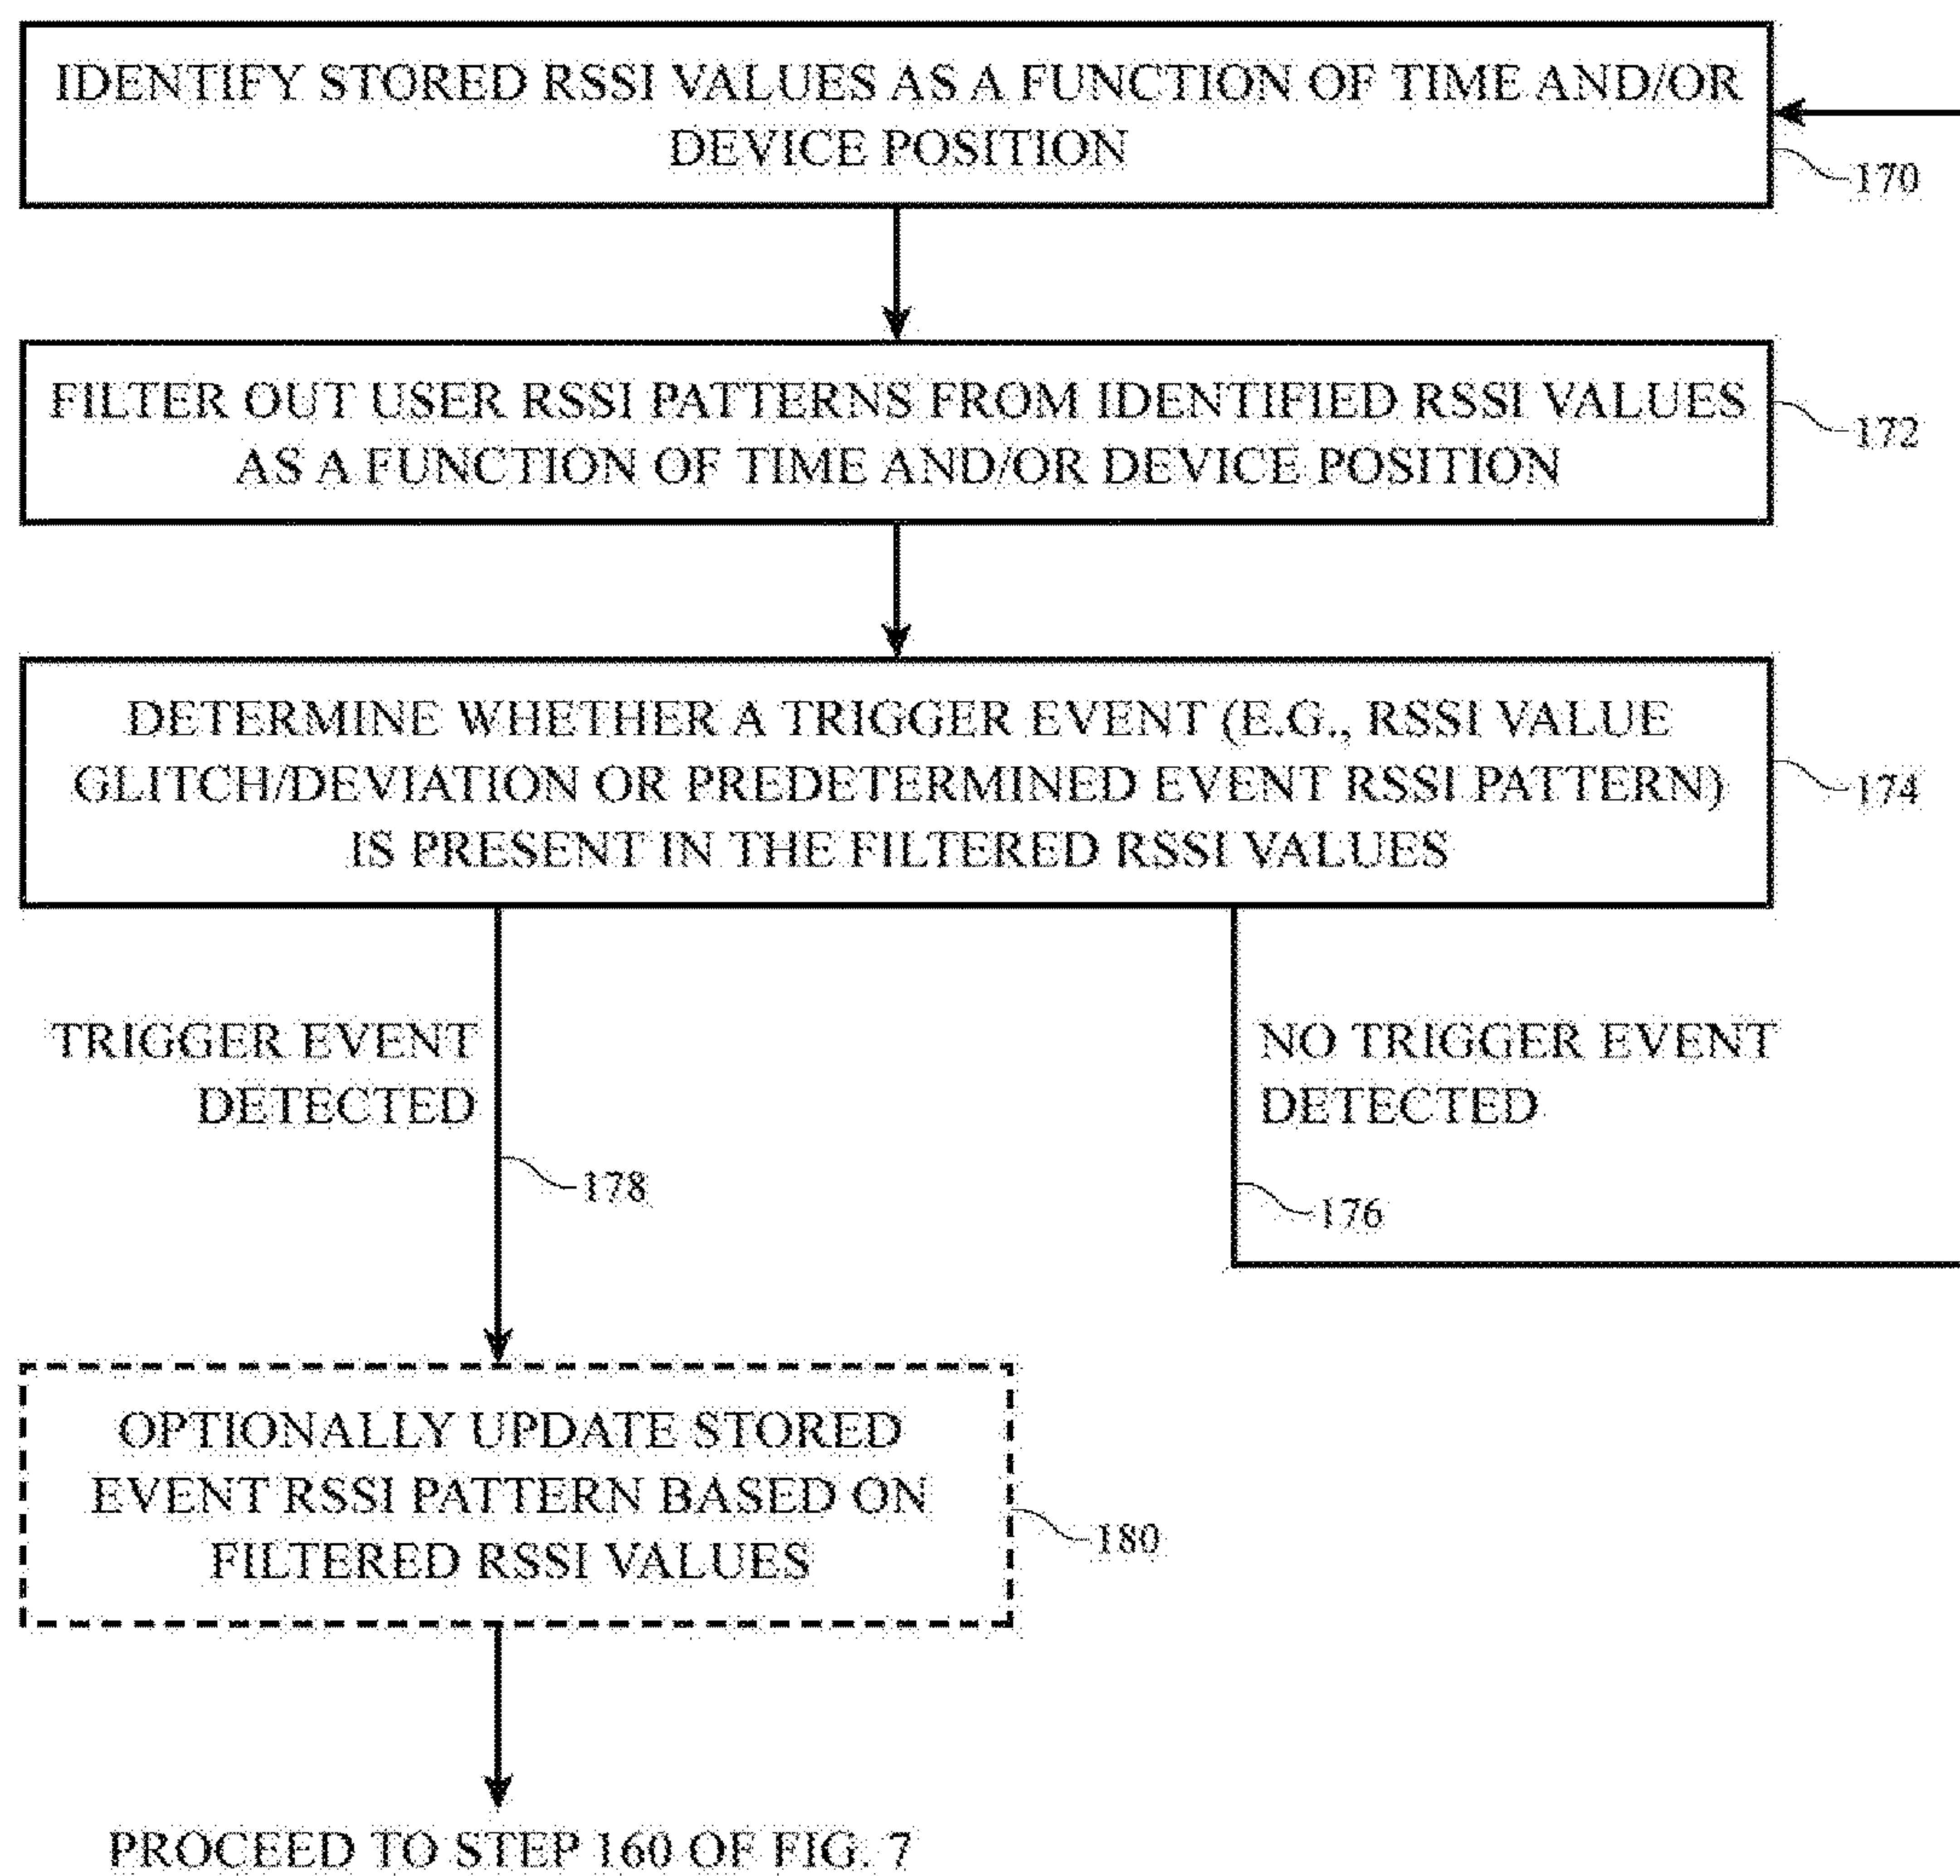 IDENTIFY STORED RSSI VALUES AS A FUNCTION OF TIME AND/OR
DEVICE POSITION
170
FILTER OUT USER RSSI PATTERNS FROM IDENTIFIED RSSI VALUES
AS A FUNCTION OF TIME AND/OR DEVICE POSITION
172
DETERMINE WHETHER A TRIGGER EVENT (E.G., RSSI VALUE
GLITCH/DEVIATION OR PREDETERMINED EVENT RSSI PATTERN)
IS PRESENT IN THE FILTERED RSSI VALUES
174
TRIGGER EVENT
DETECTED
178
NO TRIGGER EVENT
DETECTED
176
OPTIONALLY UPDATE STORED
EVENT RSSI PATTERN BASED ON
FILTERED RSSI VALUES
180
PROCEED TO STEP 160 OF FIG. 7